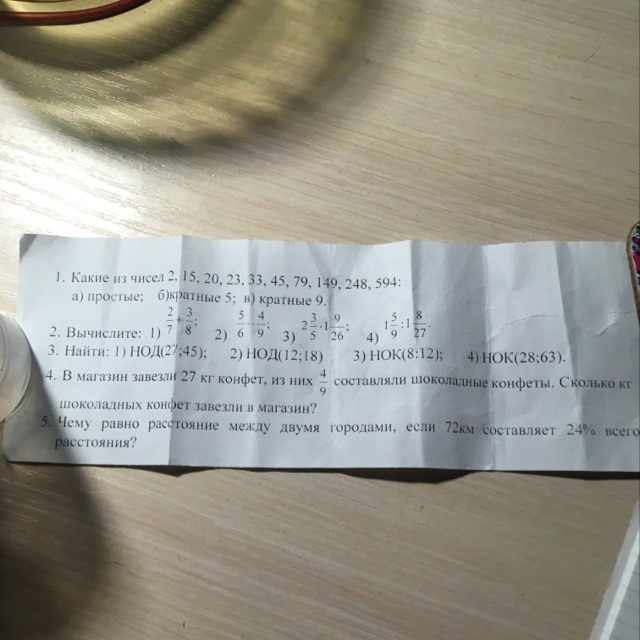 1. Какие из чисел 2, 15, 20, 23, 33, 45, 79, 149, 248, 594:
а) простые; б)кратные 5; в) кратные 9.
2. Вычислите: 1) 2/7+3/8; 2) 5/6-4/9; 3) 2 3/5·1 9/26; 4) 1 5/9:1 8/27.
3. Найти: 1) НОД(27;45); 2) НОД(12;18) 3) НОК(8:12); 4) НОК(28;63).
4. В магазин завезли 27 кг конфет, из них 4/9 составляли шоколадные конфеты. Сколько кг
шоколадных конфет завезли в магазин?
5. Чему равно расстояние между двумя городами, если 72км составляет 24% всего
расстояния?